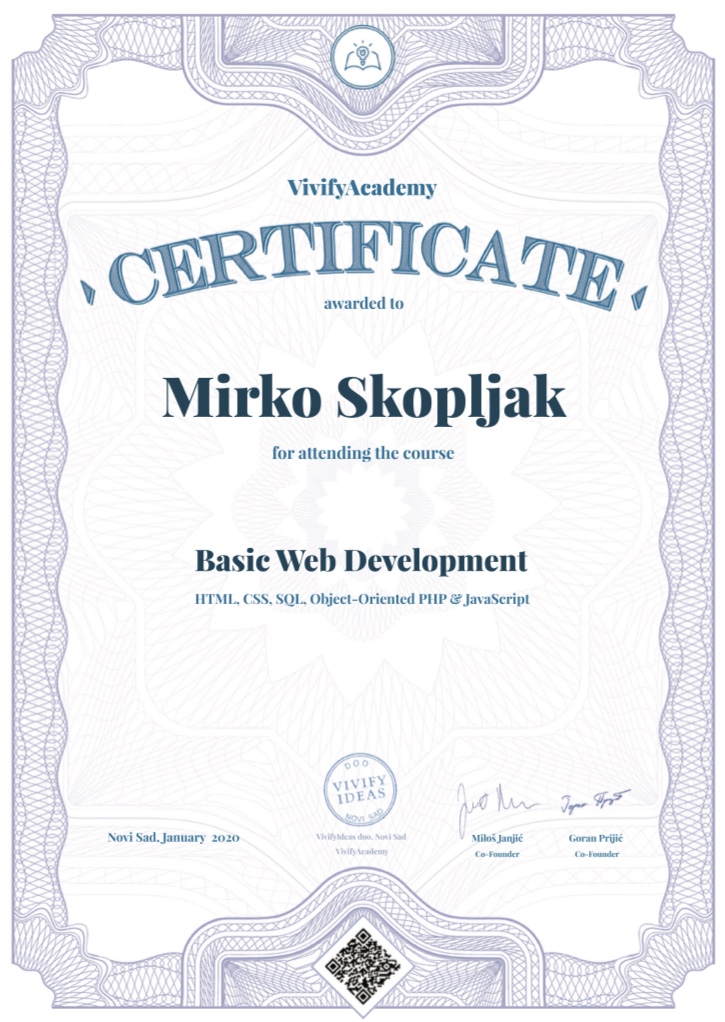 VivifyAcademy
CERTIFICATE
awarded to
Mirko Skopljak
for attending the course
Basic Web Development
HTML, CSS, SQL, Object-Oriented PHP & JavaScript
DOO
VIVIFY
IDEAS
NOVI SAD
Novi Sad, January 2020
VivifyIdeas doo, Novi Sad
VivifyAcademy
Miloš Janjić
Co-Founder
Goran Prijić
Co-Founder